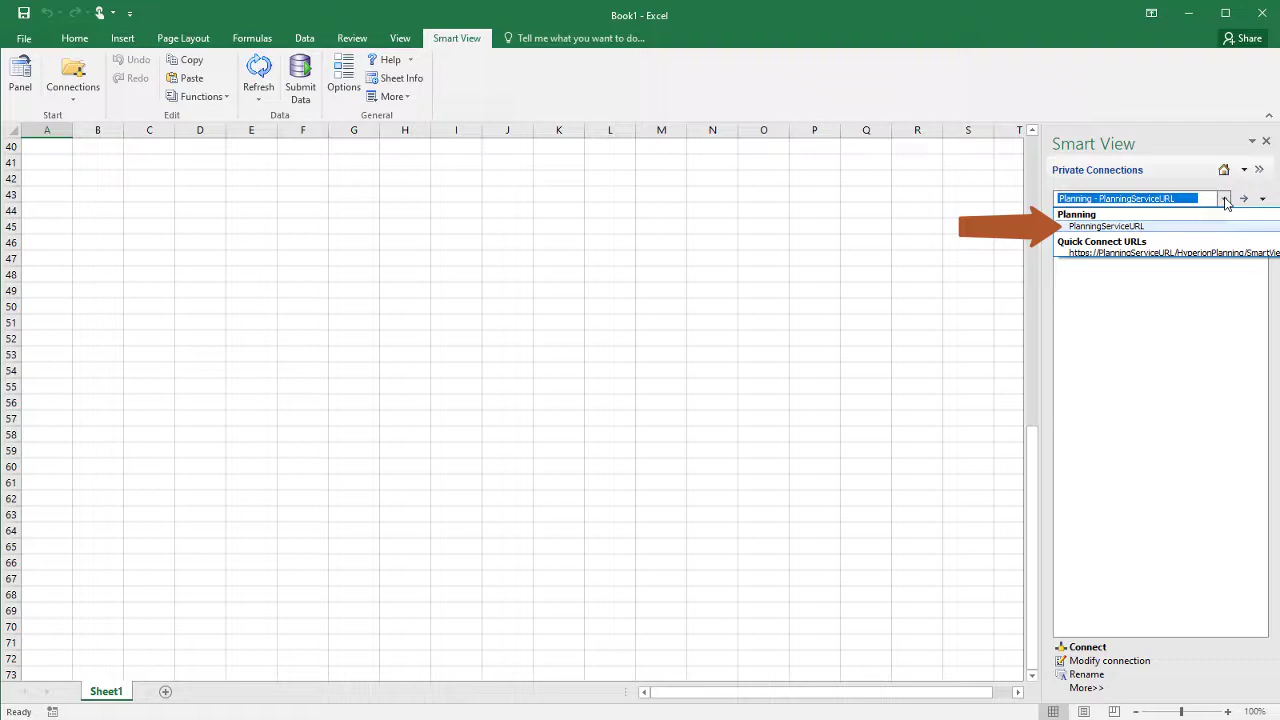 Book1 - Excel
File Home Insert Page Layout Formulas Data Review View Smart View Tell me what you want to do... Share
Panel
Connections
Start
Undo
Redo
Copy
Paste
Functions
Edit
Refresh
Submit
Data
Data
Options
Help
Sheet Info
More
General
A B C D E F G H I J K L M N O P Q R S T
40
41
42
43
44
45
46
47
48
49
50
51
52
53
54
55
56
57
58
59
60
61
62
63
64
65
66
67
68
69
70
71
72
73
Smart View
Private Connections
Planning - PlanningServiceURL
Planning
PlanningServiceURL
Quick Connect URLs
https://PlanningServiceURL/HyperionPlanning/SmartVie
Connect
Modify connection
Rename
More>>
Sheet1
Ready
100%